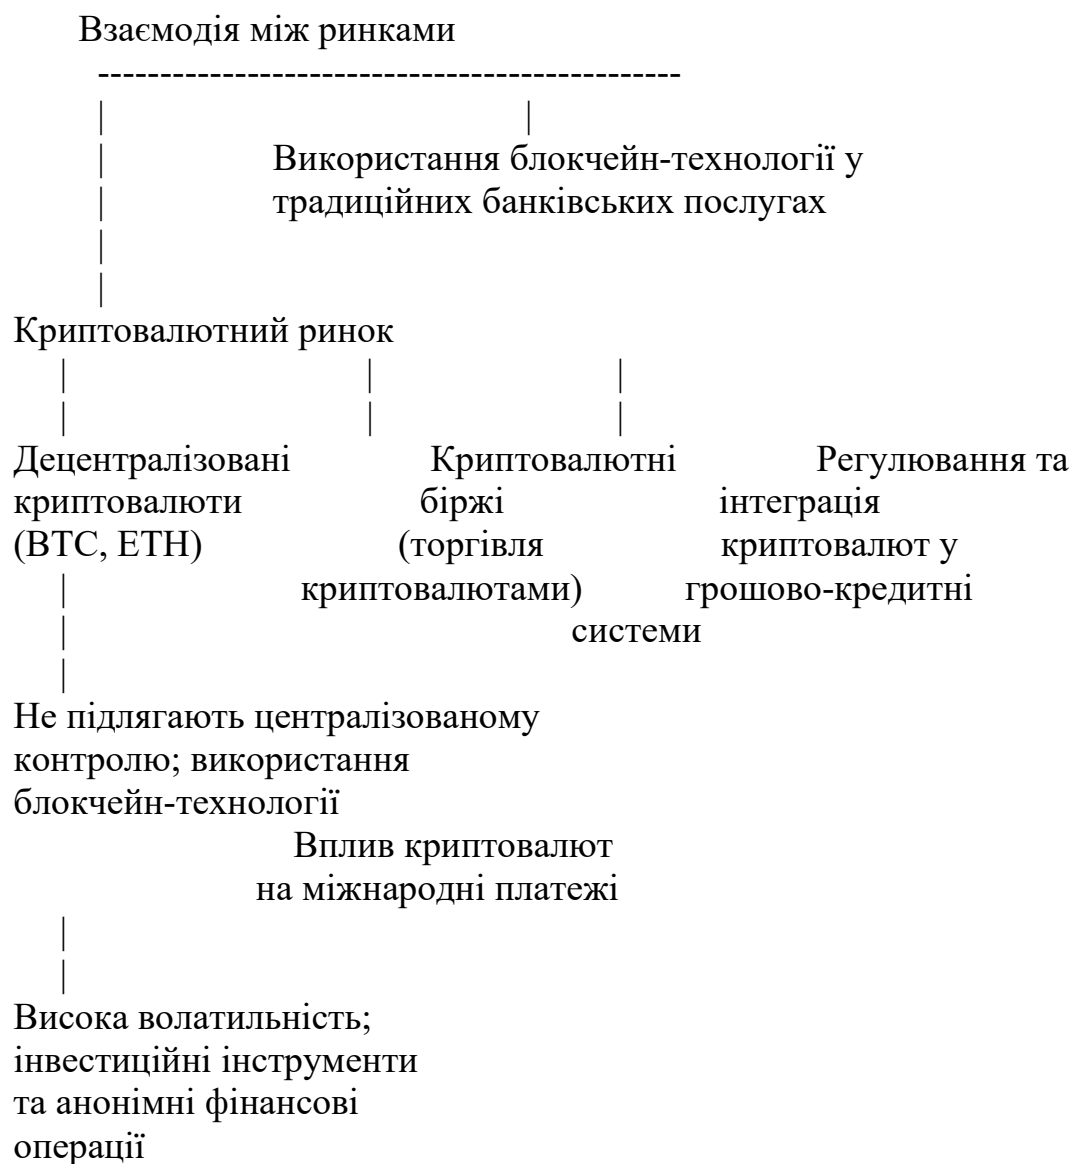 Взаємодія між ринками
-----------------------------------------------
|                                  |
|              Використання блокчейн-технології у
|              традиційних банківських послугах
|
|
Криптовалютний ринок
|                        |                    |
|                        |                    |
Децентралізовані Криптовалютні Регулювання та
криптовалюти біржі інтеграція
(BTC, ETH) (торгівля криптовалют у
| криптовалютами) грошово-кредитні
| системи
|
Не підлягають централізованому
контролю; використання
блокчейн-технології
Вплив криптовалют
на міжнародні платежі
|
|
Висока волатильність;
інвестиційні інструменти
та анонімні фінансові
операції